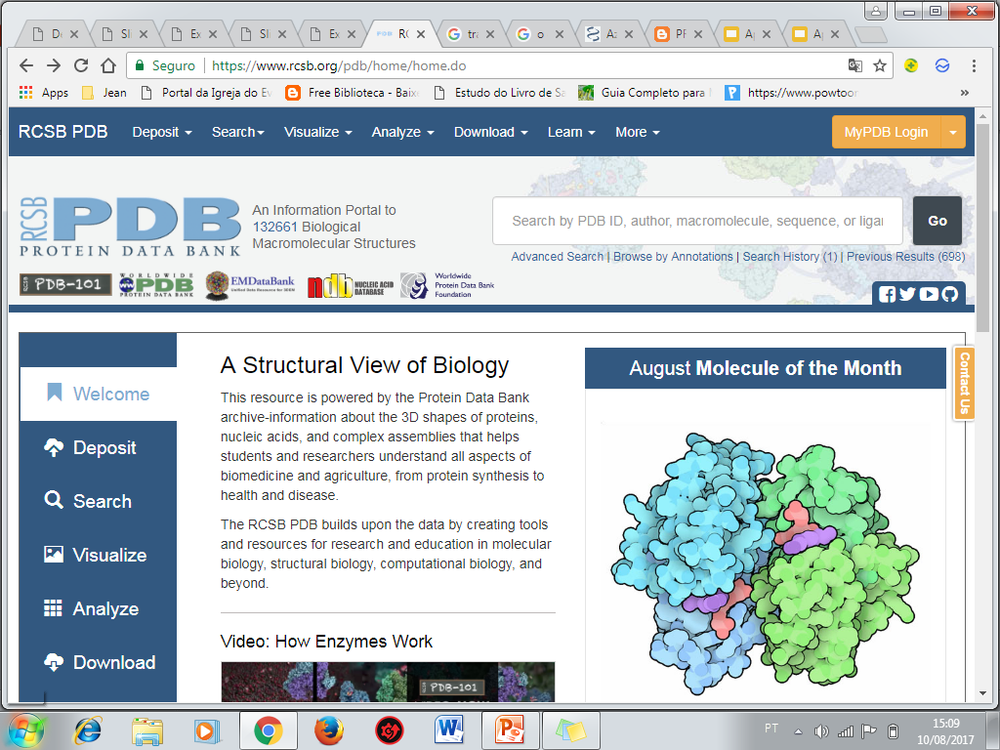 De
Sli
Ex
Sli
Ex
RC
tra
o
Az
PF
Ap
Ap
Seguro https://www.rcsb.org/pdb/home/home.do
Apps Jean Portal da Igreja do Ev Free Biblioteca - Baix Estudo do Livro de Sa Guia Completo para https://www.powtoon »
RCSB PDB Deposit Search Visualize Analyze Download Learn More MyPDB Login
RCSB PDB
PROTEIN DATA BANK
An Information Portal to
132661 Biological
Macromolecular Structures
Search by PDB ID, author, macromolecule, sequence, or ligan Go
Advanced Search | Browse by Annotations | Search History (1) | Previous Results (698)
PDB-101
WORLDWIDE
PDB
PROTEIN DATA BANK
EMDataBank
Unified Data Resource for 3DEM
ndb NUCLEIC ACID
DATABASE
Worldwide
Protein Data Bank
Foundation
Contact Us
Welcome
Deposit
Search
Visualize
Analyze
Download
A Structural View of Biology
This resource is powered by the Protein Data Bank
archive-information about the 3D shapes of proteins,
nucleic acids, and complex assemblies that helps
students and researchers understand all aspects of
biomedicine and agriculture, from protein synthesis to
health and disease.
The RCSB PDB builds upon the data by creating tools
and resources for research and education in molecular
biology, structural biology, computational biology, and
beyond.
Video: How Enzymes Work
PDB-101
August Molecule of the Month
PT
15:09
10/08/2017